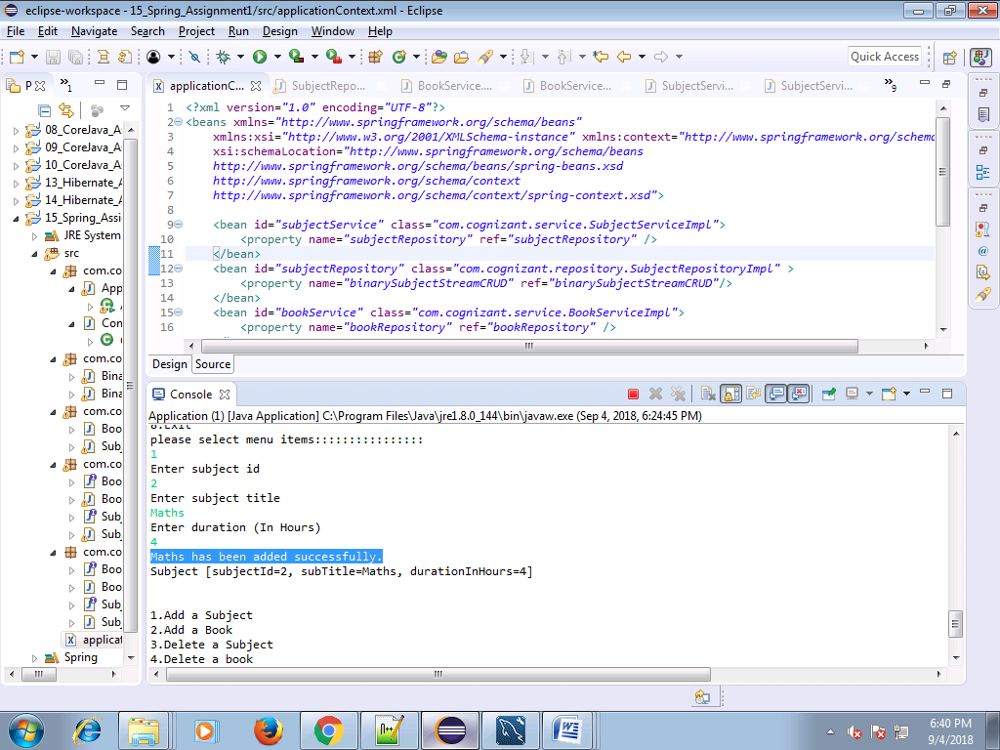 eclipse-workspace - 15_Spring_Assignment1/src/applicationContext.xml - Eclipse
File Edit Navigate Search Project Run Design Window Help
Quick Access
P
»1
applicationC...
SubjectRepo...
BookService....
BookService...
SubjectServi...
SubjectServi...
»9
08_CoreJava_A
09_CoreJava_A
10_CoreJava_A
13_Hibernate_A
14_Hibernate_A
15_Spring_Assi
JRE System
src
com.co
App
A
Con
com.co
Bina
Bina
com.co
Boo
Sub
com.co
Boo
Boo
Sub
Sub
com.co
Boo
Boo
Sub
Sub
applicat
Spring
1 <?xml version="1.0" encoding="UTF-8"?>
2 <beans xmlns="http://www.springframework.org/schema/beans"
3 xmlns:xsi="http://www.w3.org/2001/XMLSchema-instance" xmlns:context="http://www.springframework.org/schema
4 xsi:schemaLocation="http://www.springframework.org/schema/beans
5 http://www.springframework.org/schema/beans/spring-beans.xsd
6 http://www.springframework.org/schema/context
7 http://www.springframework.org/schema/context/spring-context.xsd">
8
9 <bean id="subjectService" class="com.cognizant.service.SubjectServiceImpl">
10 <property name="subjectRepository" ref="subjectRepository" />
11 </bean>
12 <bean id="subjectRepository" class="com.cognizant.repository.SubjectRepositoryImpl" >
13 <property name="binarySubjectStreamCRUD" ref="binarySubjectStreamCRUD"/>
14 </bean>
15 <bean id="bookService" class="com.cognizant.service.BookServiceImpl">
16 <property name="bookRepository" ref="bookRepository" />
Design Source
Console
Application (1) [Java Application] C:\Program Files\Java\jre1.8.0_144\bin\javaw.exe (Sep 4, 2018, 6:24:45 PM)
8.Exit
please select menu items::::::::::::::::
1
Enter subject id
2
Enter subject title
Maths
Enter duration (In Hours)
4
Maths has been added successfully.
Subject [subjectId=2, subTitle=Maths, durationInHours=4]
1.Add a Subject
2.Add a Book
3.Delete a Subject
4.Delete a book
6:40 PM
9/4/2018